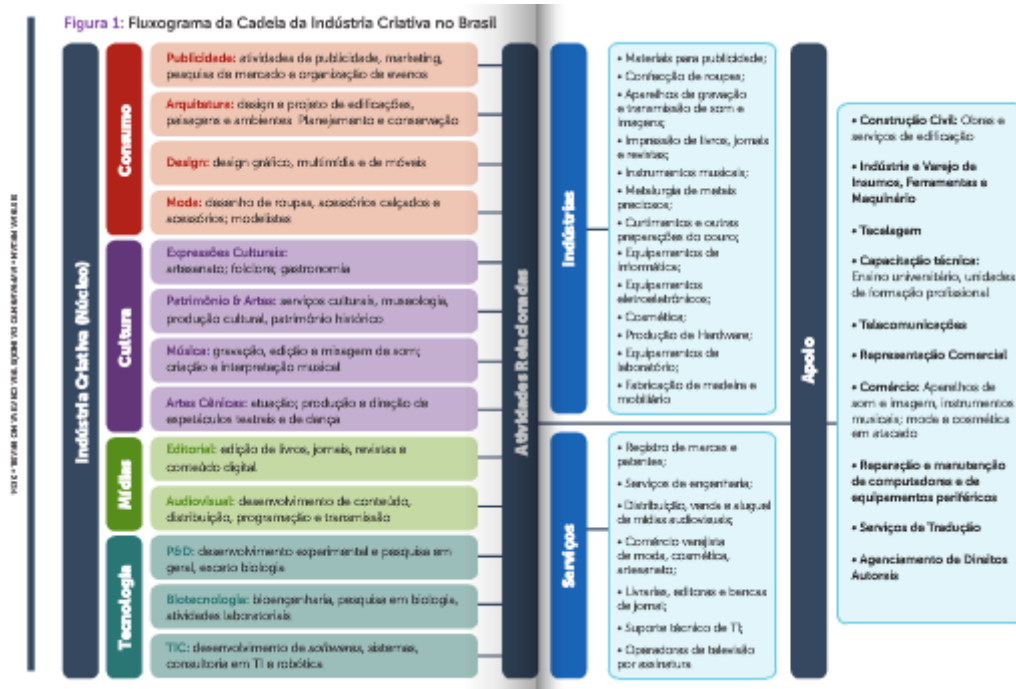 Figura 1: Fluxograma da Cadeia da Indústria Criativa no Brasil
Indústria Criativa (Núcleo)
Consumo
Publicidade: atividades de publicidade, marketing,
pesquisa de mercado e organização de evenos
Arquitetura: design e projeto de edificações,
paisagens e ambientes Planejamento e conservação
Design: design gráfico, multimídia e de móveis
Moda: desenho de roupas, acessórios calçados e
acessórios; modelistas
Cultura
Expressões Culturais:
artesanato; folclore; gastronomia
Patrimônio & Artes: serviços culturais, museologia,
produção cultural, patrimônio histórico
Música: gravação, edição e mixagem de som;
criação e interpretação musical
Artes Cênicas: atuação; produção e direção de
espetáculos teatrais e de dança
Mídias
Editorial: edição de livros, jornais, revistas e
conteúdo digital
Audiovisual: desenvolvimento de conteúdo,
distribuição, programação e transmissão
Tecnologia
P&D: desenvolvimento experimental e pesquisa em
geral, exceto biologia
Biotecnologia: bioengenharia, pesquisa em biologia,
atividades laboratoriais
TIC: desenvolvimento de softwares, sistemas,
consultoria em TI e robótica
Atividades Relacionadas
Indústrias
• Materiais para publicidade;
• Confecção de roupas;
• Aparelhos de gravação
e transmissão de som e
imagens;
• Impressão de livros, jornais
e revistas;
• Instrumentos musicais;
• Metalurgia de metais
preciosos;
• Curtimentos e outras
preparações do couro;
• Equipamentos de
informática;
• Equipamentos
eletroeletrônicos;
• Cosmética;
• Produção de Hardware;
• Equipamentos de
laboratório;
• Fabricação de madeira e
mobiliário
Serviços
• Registro de marcas e
patentes;
• Serviços de engenharia;
• Distribuição, venda e aluguel
de mídias audiovisuais;
• Comércio varejista
de moda, cosmética,
artesanato;
• Livrarias, editoras e bancas
de jornal;
• Suporte técnico de TI;
• Operadoras de televisão
por assinatura
Apoio
• Construção Civil: Obras e
serviços de edificação
• Indústria e Varejo de
Insumos, Ferramentas e
Maquinário
• Tecelagem
• Capacitação técnica:
Ensino universitário, unidades
de formação profissional
• Telecomunicações
• Representação Comercial
• Comércio: Aparelhos de
som e imagem, instrumentos
musicais; moda e cosmética
em atacado
• Reparação e manutenção
de computadores e de
equipamentos periféricos
• Serviços de Tradução
• Agenciamento de Direitos
Autorais